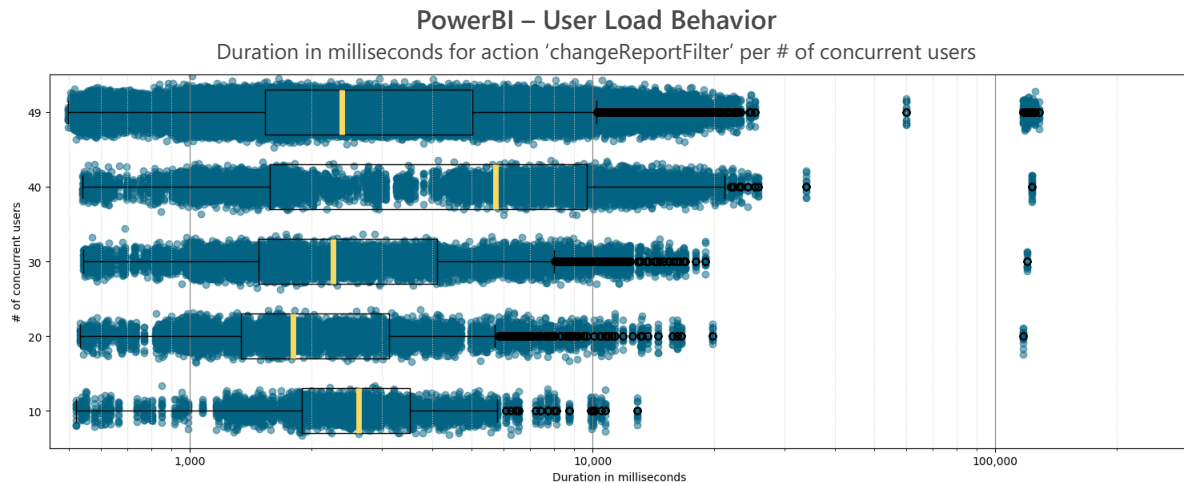 PowerBI – User Load Behavior
Duration in milliseconds for action ‘changeReportFilter’ per # of concurrent users
# of concurrent users
49
40
30
20
10
1,000
10,000
100,000
Duration in milliseconds